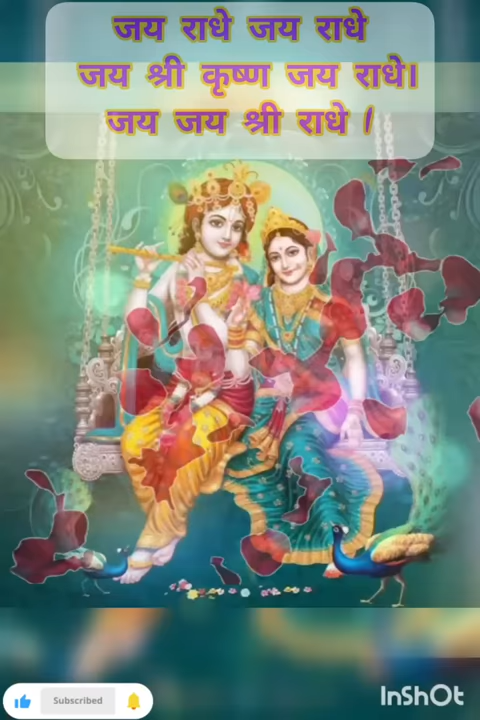 जय राधे जय राधे
जय श्री कृष्ण जय राधे।
जय जय श्री राधे।
Subscribed
InShOt